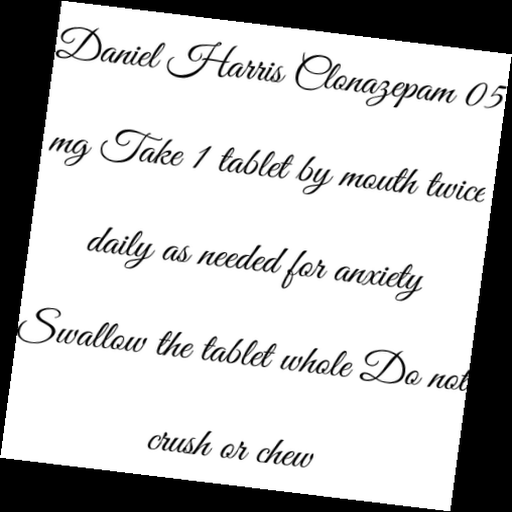 Daniel Harris Clonazepam 05
mg Take 1 tablet by mouth twice
daily as needed for anxiety
Swallow the tablet whole Do not
crush or chew